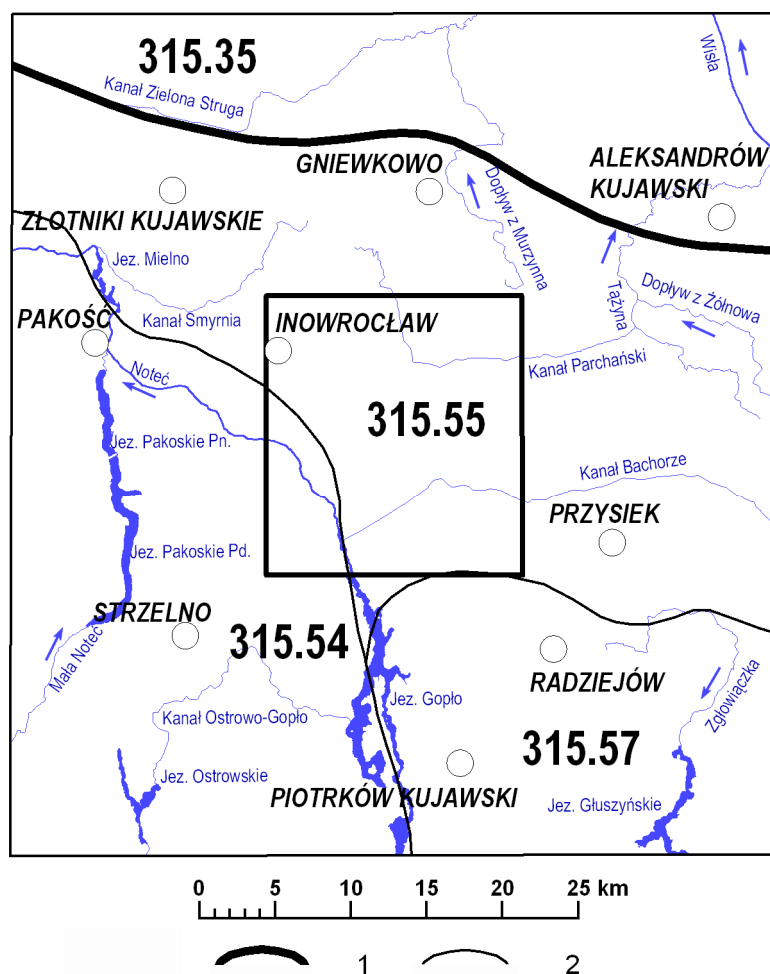 315.35
Wisła
Kanał Zielona Struga
GNIEWKOWO
ALEKSANDRÓW
KUJAWSKI
Dopływ z Murzynna
ZŁOTNIKI KUJAWSKIE
Jez. Mielno
Tążyna
Dopływ z Żółnowa
PAKOŚĆ
Kanał Smyrnia
INOWROCŁAW
Kanał Parchański
Noteć
315.55
Jez. Pakoskie Pn.
Kanał Bachorze
PRZYSIEK
Jez. Pakoskie Pd.
STRZELNO
315.54
Mała Noteć
RADZIEJÓW
Zgłowiączka
Jez. Gopło
Kanał Ostrowo-Gopło
315.57
Jez. Ostrowskie
PIOTRKÓW KUJAWSKI
Jez. Głuszyńskie
0 5 10 15 20 25 km
1 2